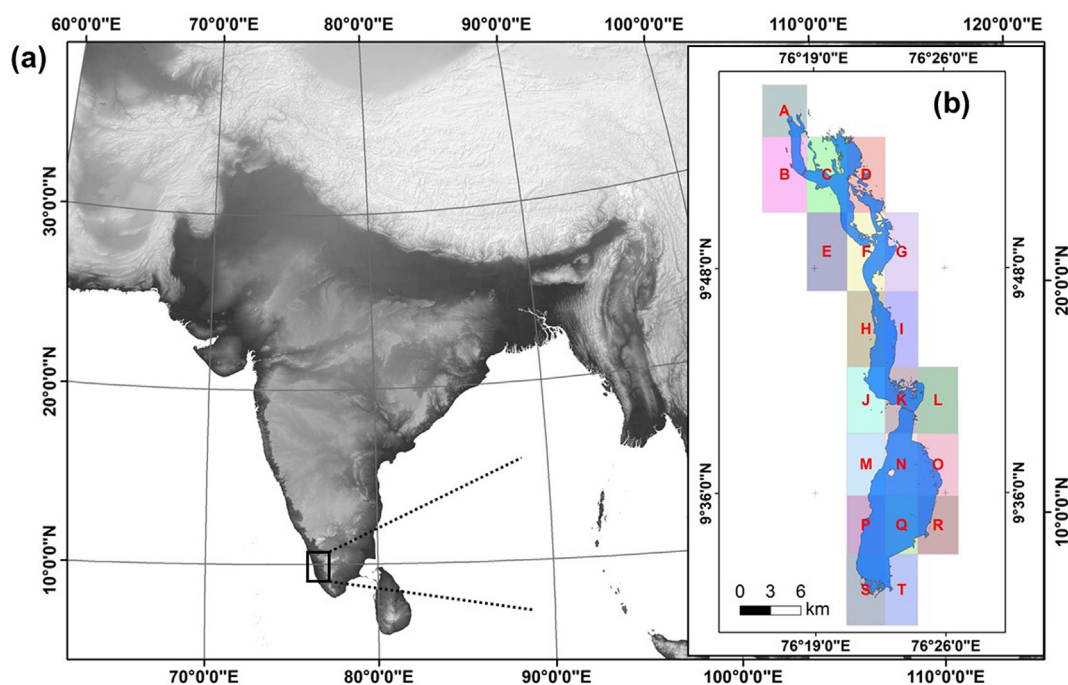 60°0'0"E 70°0'0"E 80°0'0"E 90°0'0"E 100°0'0"E 110°0'0"E 120°0'0"E
(a)
76°19'0"E 76°26'0"E
(b)
A
B C D
E F G
9°48'0"N 9°48'0"N
H I
J K L
M N O
9°36'0"N 9°36'0"N
P Q R
S T
0 3 6
km
76°19'0"E 76°26'0"E
30°0'0"N
20°0'0"N 20°0'0"N
10°0'0"N 10°0'0"N
70°0'0"E 80°0'0"E 90°0'0"E 100°0'0"E 110°0'0"E